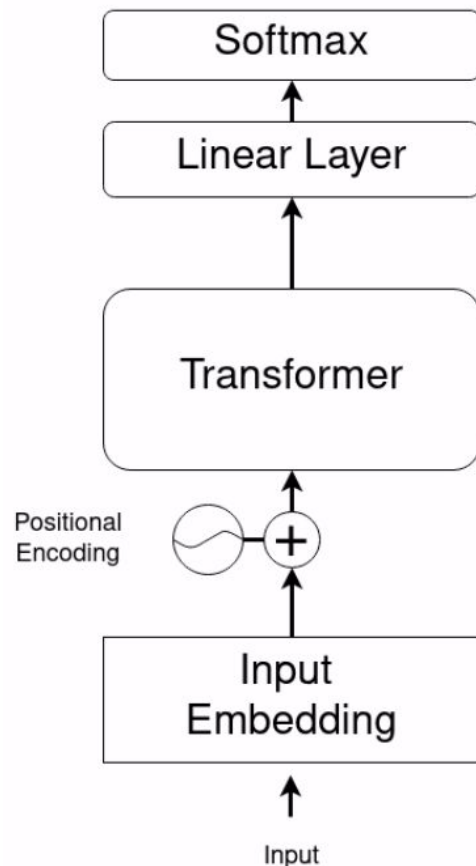 Softmax
Linear Layer
Transformer
Positional
Encoding
+
Input
Embedding
Input